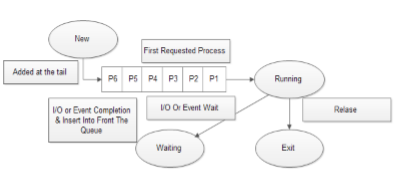 New
First Requested Process
Added at the tail
P6 P5 P4 P3 P2 P1
Running
I/O or Event Completion
& Insert Into Front The
Queue
I/O Or Event Wait
Relase
Waiting
Exit